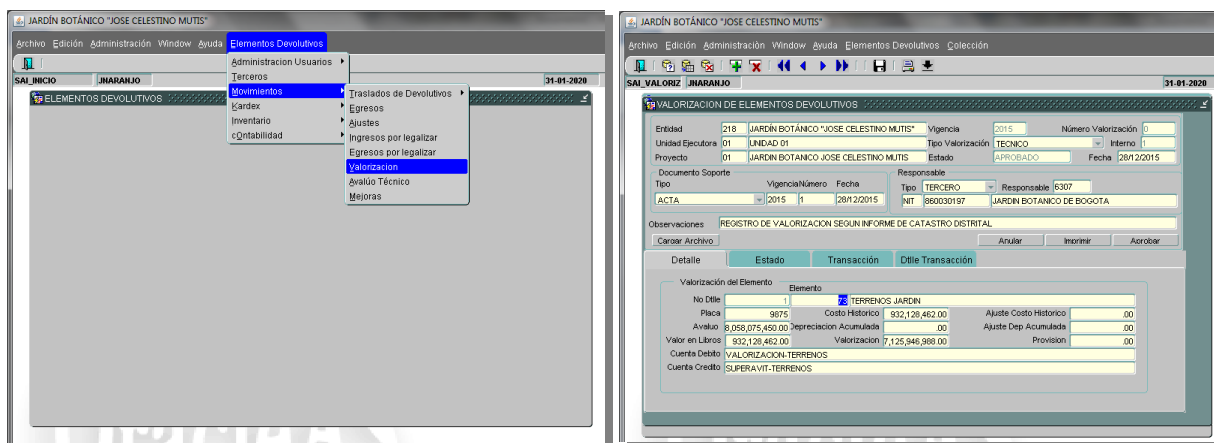 JARDÍN BOTÁNICO "JOSE CELESTINO MUTIS"
Archivo Edición Administración Window Ayuda Elementos Devolutivos
SAI_INICIO JNARANJO 31-01-2020
ELEMENTOS DEVOLUTIVOS
Administracion Usuarios
Terceros
Movimientos
Kardex
Inventario
cOntabilidad
Traslados de Devolutivos
Egresos
Ajustes
Ingresos por legalizar
Egresos por legalizar
Valorizacion
Avalúo Técnico
Mejoras
JARDÍN BOTÁNICO "JOSE CELESTINO MUTIS"
Archivo Edición Administración Window Ayuda Elementos Devolutivos Colección
SAI_VALORIZ JNARANJO 31-01-2020
VALORIZACION DE ELEMENTOS DEVOLUTIVOS
Entidad 218 JARDÍN BOTÁNICO "JOSE CELESTINO MUTIS" Vigencia 2015 Número Valorización 0
Unidad Ejecutora 01 UNIDAD 01 Tipo Valorización TECNICO Interno 1
Proyecto 01 JARDIN BOTANICO JOSE CELESTINO MUTIS Estado APROBADO Fecha 28/12/2015
Documento Soporte Responsable
Tipo Vigencia Número Fecha Tipo TERCERO Responsable 6307
ACTA 2015 1 28/12/2015 NIT 860030197 JARDIN BOTANICO DE BOGOTA
Observaciones REGISTRO DE VALORIZACION SEGUN INFORME DE CATASTRO DISTRITAL
Cargar Archivo Anular Imprimir Aprobar
Detalle Estado Transacción Dtlle Transacción
Valorización del Elemento
Elemento
No Dtlle 1 73 TERRENOS JARDIN
Placa 9875 Costo Historico 932,128,462.00 Ajuste Costo Historico .00
Avaluo 8,058,075,450.00 Depreciacion Acumulada .00 Ajuste Dep Acumulada .00
Valor en Libros 932,128,462.00 Valorizacion 7,125,946,988.00 Provision .00
Cuenta Debito VALORIZACION-TERRENOS
Cuenta Credito SUPERAVIT-TERRENOS